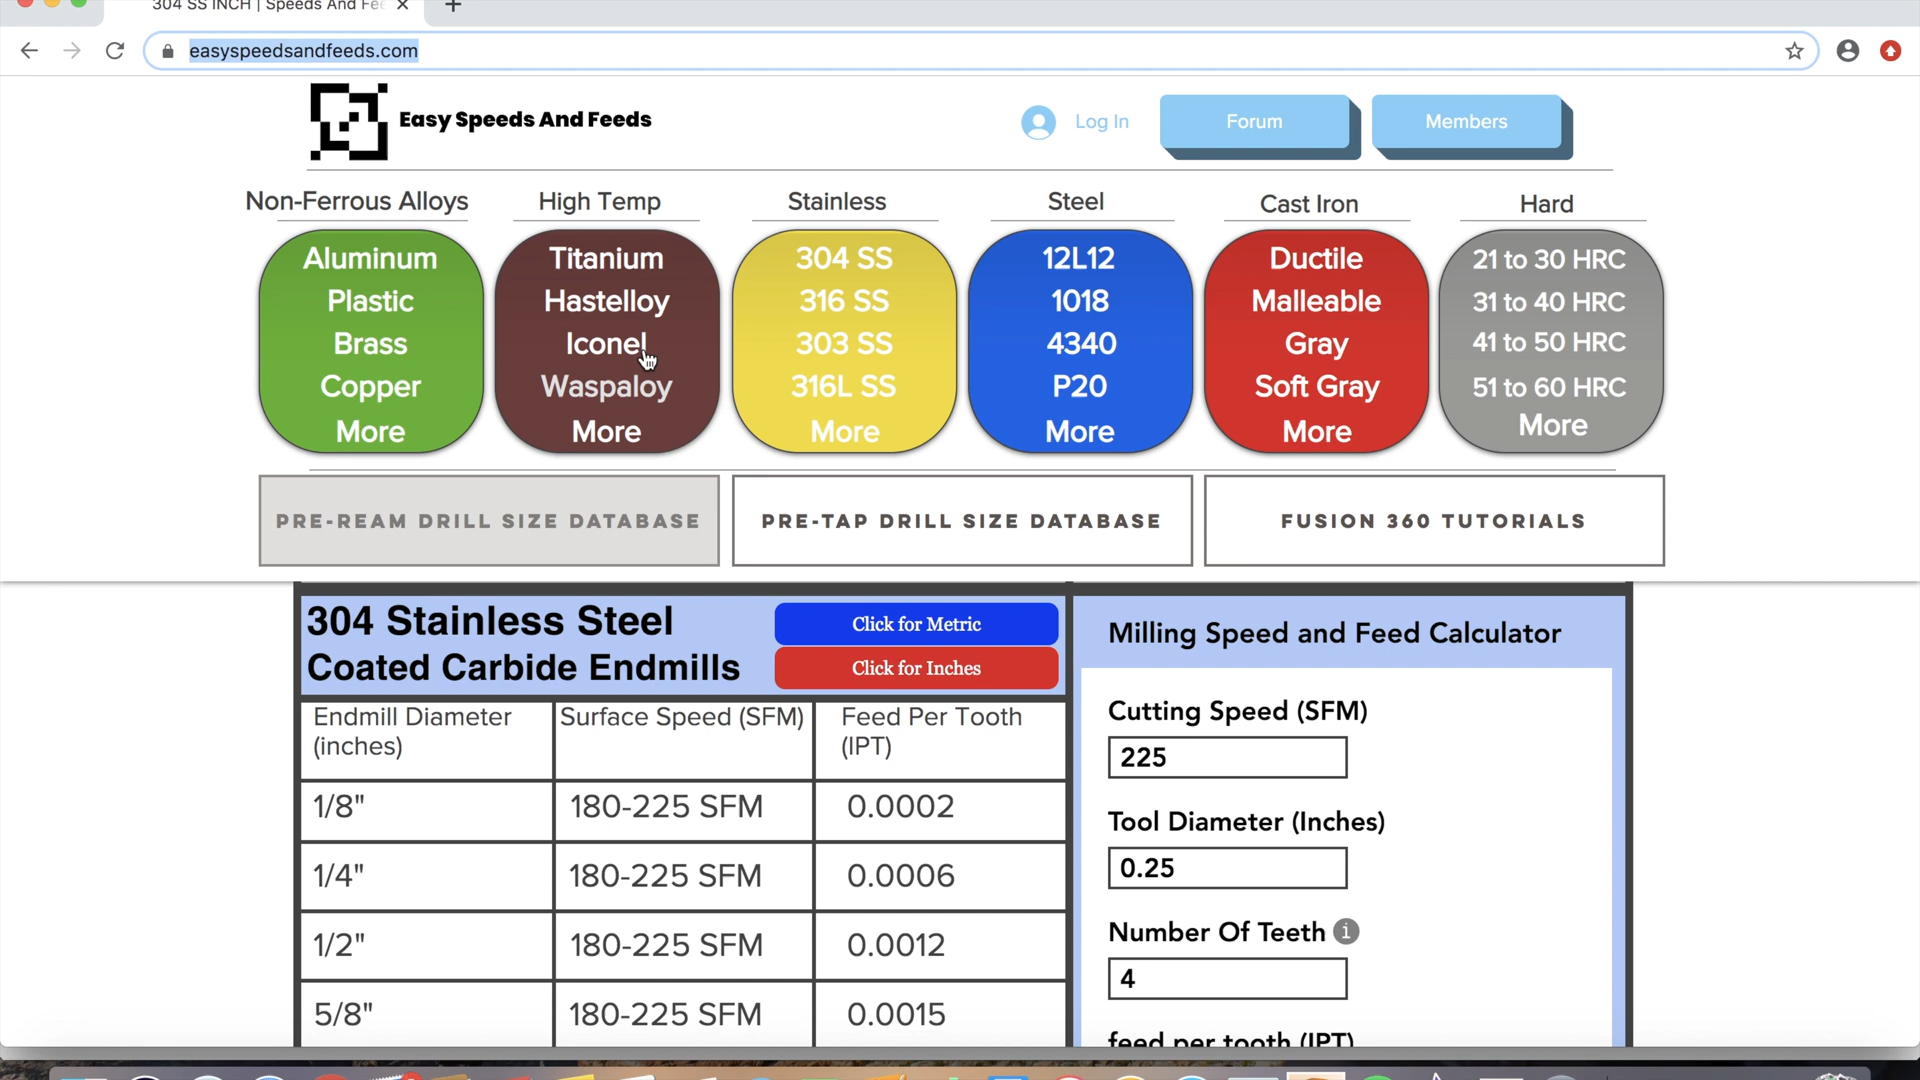 304 SS INCH | Speeds And Fee
easyspeedsandfeeds.com
Easy Speeds And Feeds
Log In
Forum
Members
Non-Ferrous Alloys
High Temp
Stainless
Steel
Cast Iron
Hard
Aluminum
Plastic
Brass
Copper
More
Titanium
Hastelloy
Iconel
Waspaloy
More
304 SS
316 SS
303 SS
316L SS
More
12L12
1018
4340
P20
More
Ductile
Malleable
Gray
Soft Gray
More
21 to 30 HRC
31 to 40 HRC
41 to 50 HRC
51 to 60 HRC
More
PRE-REAM DRILL SIZE DATABASE
PRE-TAP DRILL SIZE DATABASE
FUSION 360 TUTORIALS
304 Stainless Steel
Coated Carbide Endmills
Click for Metric
Click for Inches
Endmill Diameter
(inches)
Surface Speed (SFM)
Feed Per Tooth
(IPT)
1/8" 180-225 SFM 0.0002
1/4" 180-225 SFM 0.0006
1/2" 180-225 SFM 0.0012
5/8" 180-225 SFM 0.0015
Milling Speed and Feed Calculator
Cutting Speed (SFM)
225
Tool Diameter (Inches)
0.25
Number Of Teeth i
4
feed per tooth (IPT)